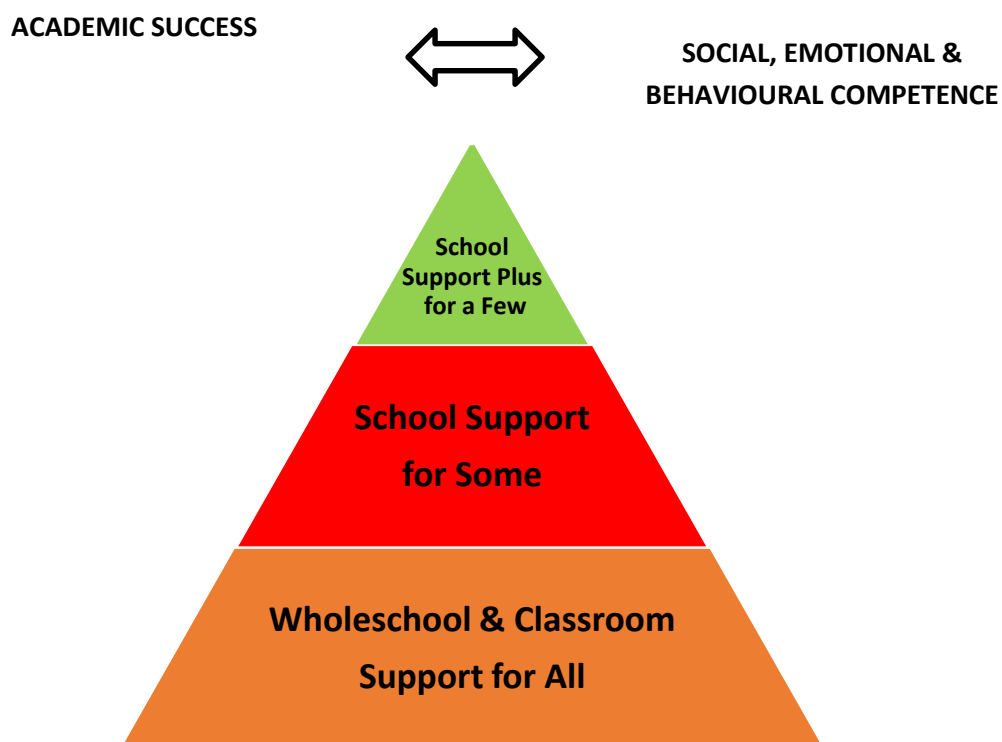 ACADEMIC SUCCESS
SOCIAL, EMOTIONAL &
BEHAVIOURAL COMPETENCE
School
Support Plus
for a Few
School Support
for Some
Wholeschool & Classroom
Support for All